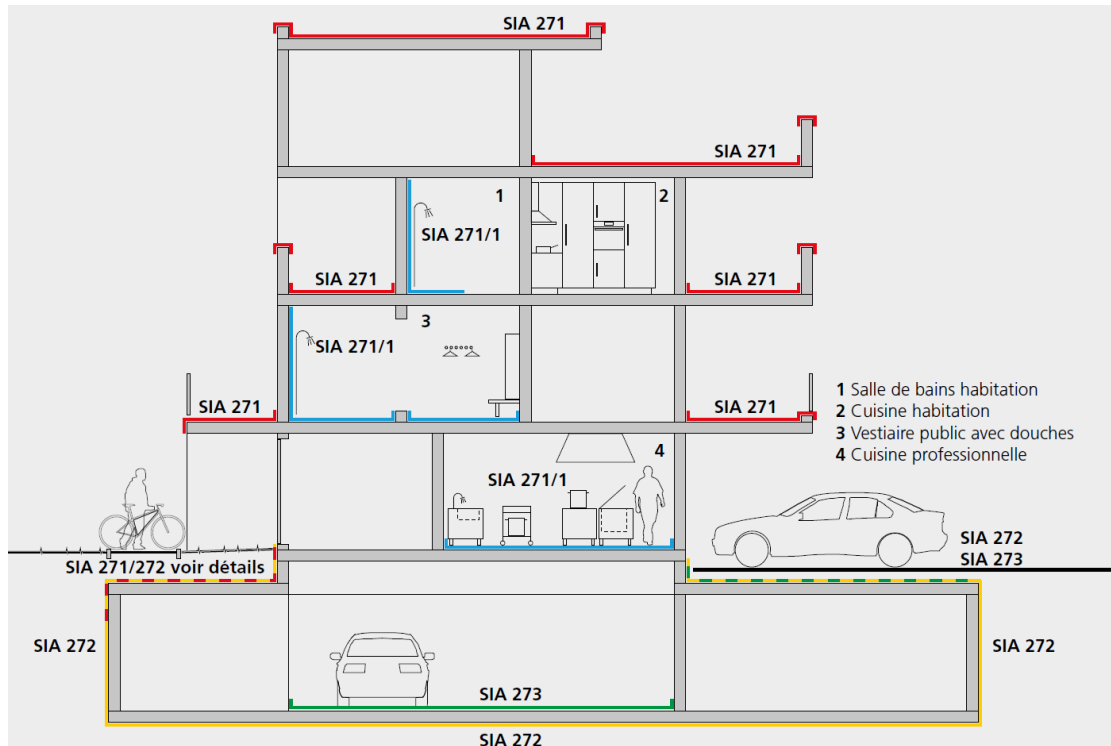 SIA 271
SIA 271
1
2
SIA 271/1
SIA 271
SIA 271
3
SIA 271/1
1 Salle de bains habitation
SIA 271
SIA 271
2 Cuisine habitation
3 Vestiaire public avec douches
4 Cuisine professionnelle
4
SIA 271/1
SIA 272
SIA 273
SIA 271/272 voir détails
SIA 272
SIA 272
SIA 273
SIA 272